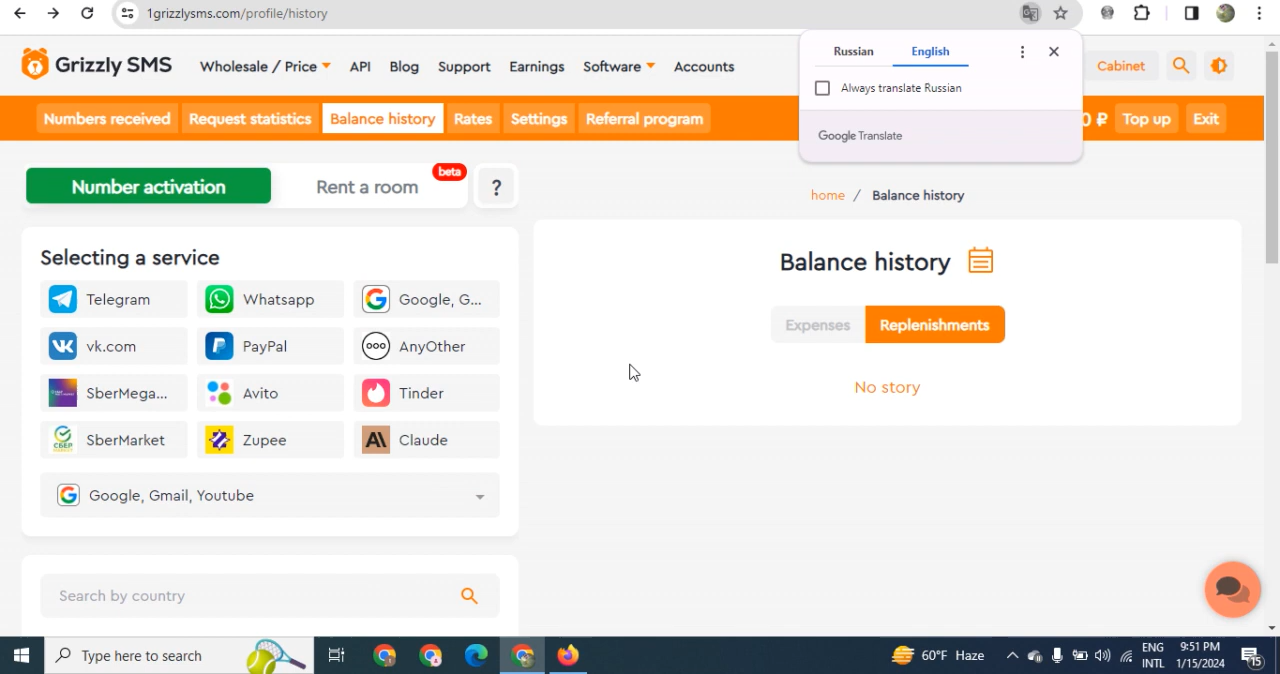 1grizzlysms.com/profile/history
Grizzly SMS
Wholesale / Price
API
Blog
Support
Earnings
Software
Accounts
Russian
English
Always translate Russian
Google Translate
Cabinet
Numbers received
Request statistics
Balance history
Rates
Settings
Referral program
0 ₽
Top up
Exit
Number activation
Rent a room
beta
?
home / Balance history
Selecting a service
Telegram
Whatsapp
Google, G...
vk.com
PayPal
AnyOther
SberMega...
Avito
Tinder
SberMarket
Zupee
Claude
Google, Gmail, Youtube
Search by country
Balance history
Expenses
Replenishments
No story
Type here to search
60°F Haze
ENG
INTL
9:51 PM
1/15/2024
15